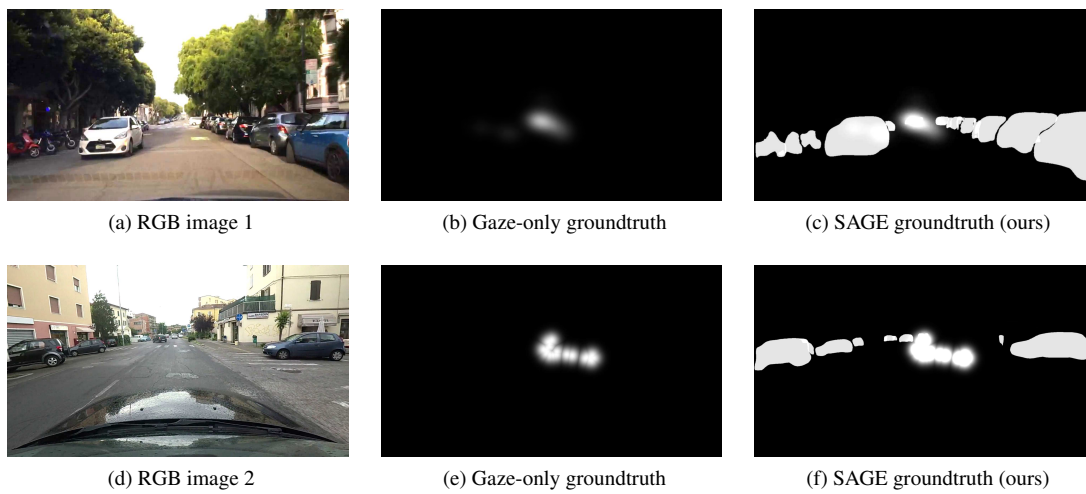 (a) RGB image 1
(b) Gaze-only groundtruth
(c) SAGE groundtruth (ours)
(d) RGB image 2
(e) Gaze-only groundtruth
(f) SAGE groundtruth (ours)